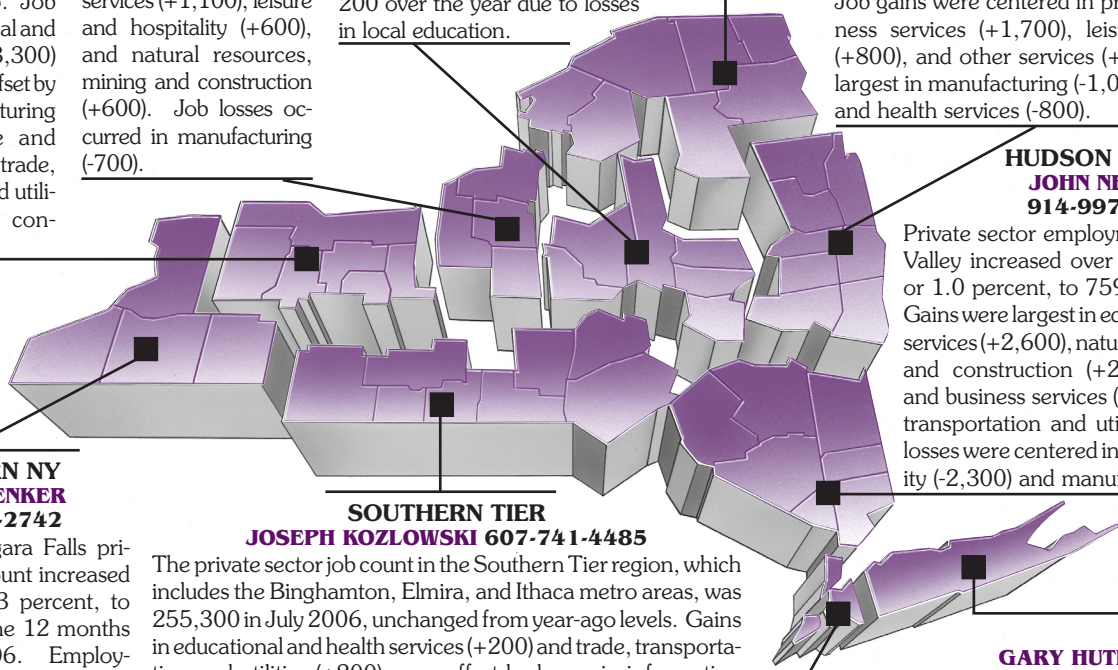 . Job
al and
3,300)
fset by
turing
e and
trade,
d utili-
con-
services (+1,100), leisure
and hospitality (+600),
and natural resources,
mining and construction
(+600). Job losses oc-
curred in manufacturing
(-700).
200 over the year due to losses
in local education.
Job gains were centered in pr
ness services (+1,700), leis
(+800), and other services (+
largest in manufacturing (-1,0
and health services (-800).
HUDSON
JOHN NE
914-997
Private sector employm
Valley increased over
or 1.0 percent, to 759
Gains were largest in ed
services (+2,600), natu
and construction (+2
and business services (
transportation and uti
losses were centered in
ity (-2,300) and manu
RN NY
ENKER
-2742
gara Falls pri-
ount increased
3 percent, to
he 12 months
06. Employ-
SOUTHERN TIER
JOSEPH KOZLOWSKI 607-741-4485
The private sector job count in the Southern Tier region, which
includes the Binghamton, Elmira, and Ithaca metro areas, was
255,300 in July 2006, unchanged from year-ago levels. Gains
in educational and health services (+200) and trade, transporta-
GARY HUT